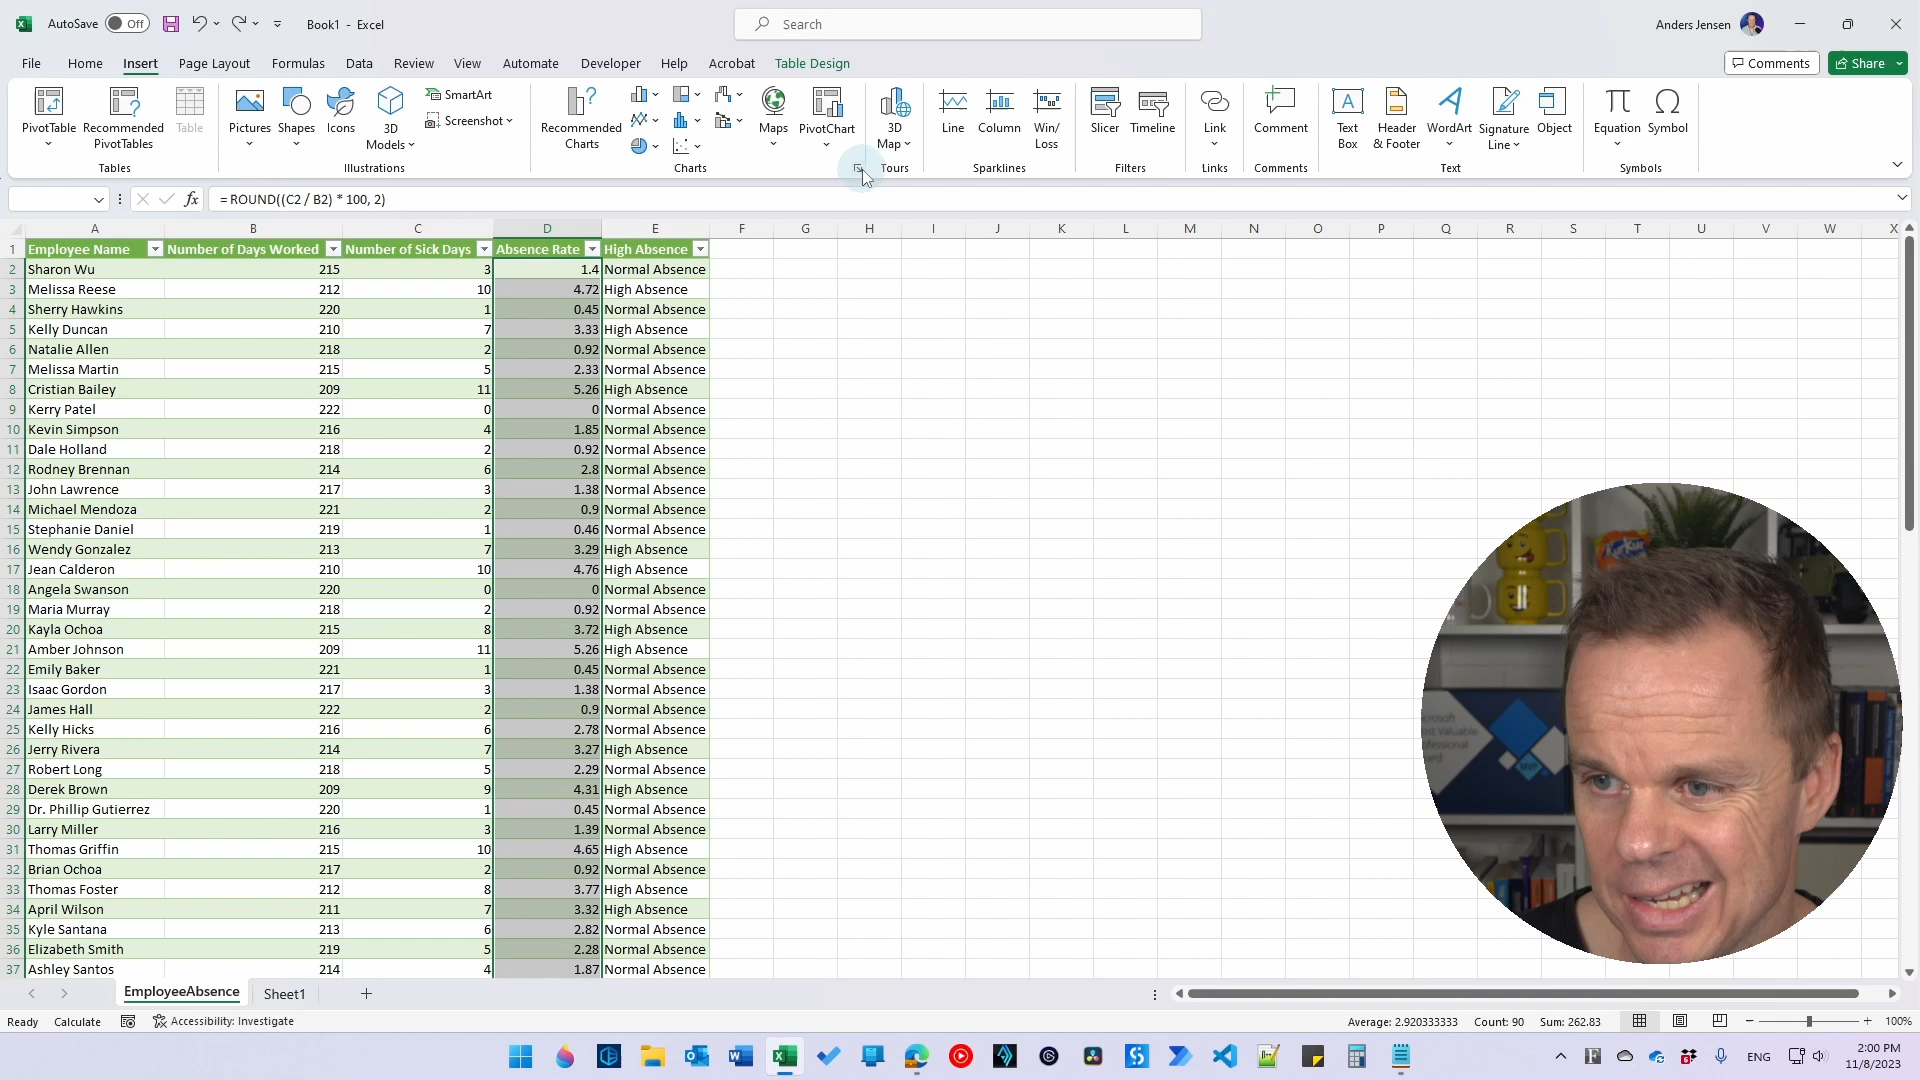 AutoSave Off Book1 - Excel Search Anders Jensen
File Home Insert Page Layout Formulas Data Review View Automate Developer Help Acrobat Table Design Comments Share
PivotTable Recommended PivotTables Table Pictures Shapes Icons 3D Models SmartArt Screenshot Recommended Charts Maps PivotChart 3D Map Line Column Win/Loss Slicer Timeline Link Comment Text Box Header & Footer WordArt Signature Line Object Equation Symbol
Tables Illustrations Charts Tours Sparklines Filters Links Comments Text Symbols
fx = ROUND((C2 / B2) * 100, 2)
A B C D E F G H I J K L M N O P Q R S T U V W X
1 Employee Name Number of Days Worked Number of Sick Days Absence Rate High Absence
2 Sharon Wu 215 3 1.4 Normal Absence
3 Melissa Reese 212 10 4.72 High Absence
4 Sherry Hawkins 220 1 0.45 Normal Absence
5 Kelly Duncan 210 7 3.33 High Absence
6 Natalie Allen 218 2 0.92 Normal Absence
7 Melissa Martin 215 5 2.33 Normal Absence
8 Cristian Bailey 209 11 5.26 High Absence
9 Kerry Patel 222 0 0 Normal Absence
10 Kevin Simpson 216 4 1.85 Normal Absence
11 Dale Holland 218 2 0.92 Normal Absence
12 Rodney Brennan 214 6 2.8 Normal Absence
13 John Lawrence 217 3 1.38 Normal Absence
14 Michael Mendoza 221 2 0.9 Normal Absence
15 Stephanie Daniel 219 1 0.46 Normal Absence
16 Wendy Gonzalez 213 7 3.29 High Absence
17 Jean Calderon 210 10 4.76 High Absence
18 Angela Swanson 220 0 0 Normal Absence
19 Maria Murray 218 2 0.92 Normal Absence
20 Kayla Ochoa 215 8 3.72 High Absence
21 Amber Johnson 209 11 5.26 High Absence
22 Emily Baker 221 1 0.45 Normal Absence
23 Isaac Gordon 217 3 1.38 Normal Absence
24 James Hall 222 2 0.9 Normal Absence
25 Kelly Hicks 216 6 2.78 Normal Absence
26 Jerry Rivera 214 7 3.27 High Absence
27 Robert Long 218 5 2.29 Normal Absence
28 Derek Brown 209 9 4.31 High Absence
29 Dr. Phillip Gutierrez 220 1 0.45 Normal Absence
30 Larry Miller 216 3 1.39 Normal Absence
31 Thomas Griffin 215 10 4.65 High Absence
32 Brian Ochoa 217 2 0.92 Normal Absence
33 Thomas Foster 212 8 3.77 High Absence
34 April Wilson 211 7 3.32 High Absence
35 Kyle Santana 213 6 2.82 Normal Absence
36 Elizabeth Smith 219 5 2.28 Normal Absence
37 Ashley Santos 214 4 1.87 Normal Absence
MVP
EmployeeAbsence Sheet1
Ready Calculate Accessibility: Investigate Average: 2.920333333 Count: 90 Sum: 262.83 100%
ENG 2:00 PM
11/8/2023